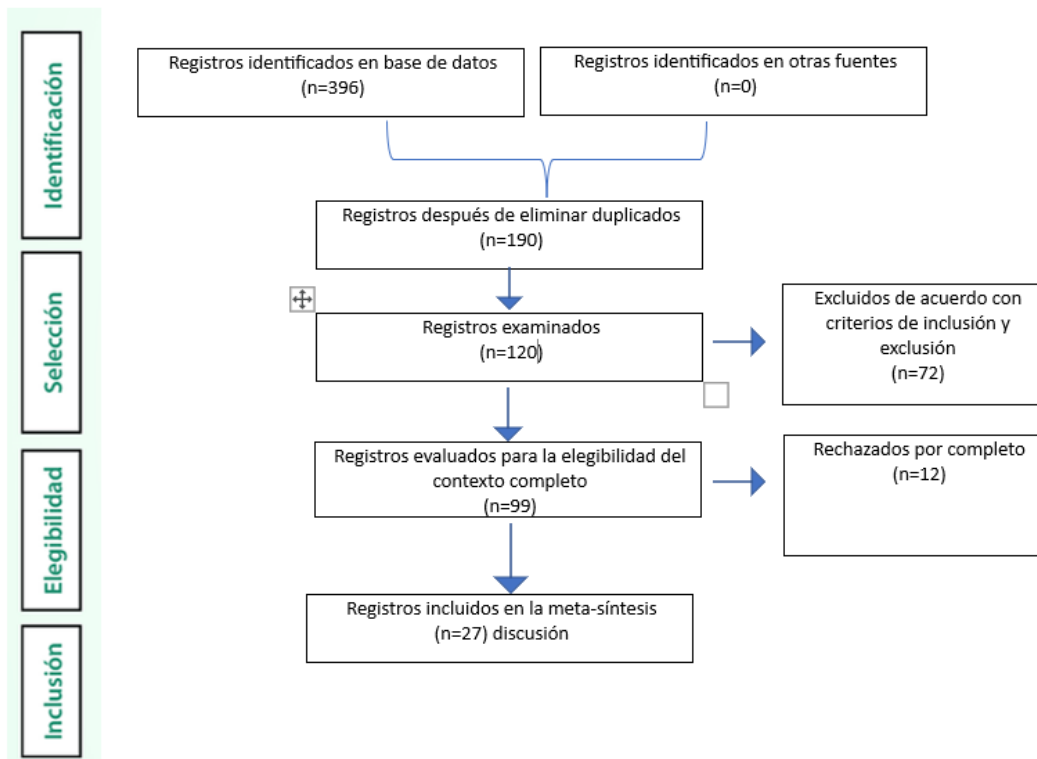 Identificación
Registros identificados en base de datos
(n=396)
Registros identificados en otras fuentes
(n=0)
Registros después de eliminar duplicados
(n=190)
Selección
Registros examinados
(n=120)
Excluidos de acuerdo con
criterios de inclusión y
exclusión
(n=72)
Elegibilidad
Registros evaluados para la elegibilidad del
contexto completo
(n=99)
Rechazados por completo
(n=12)
Inclusión
Registros incluidos en la meta-síntesis
(n=27) discusión